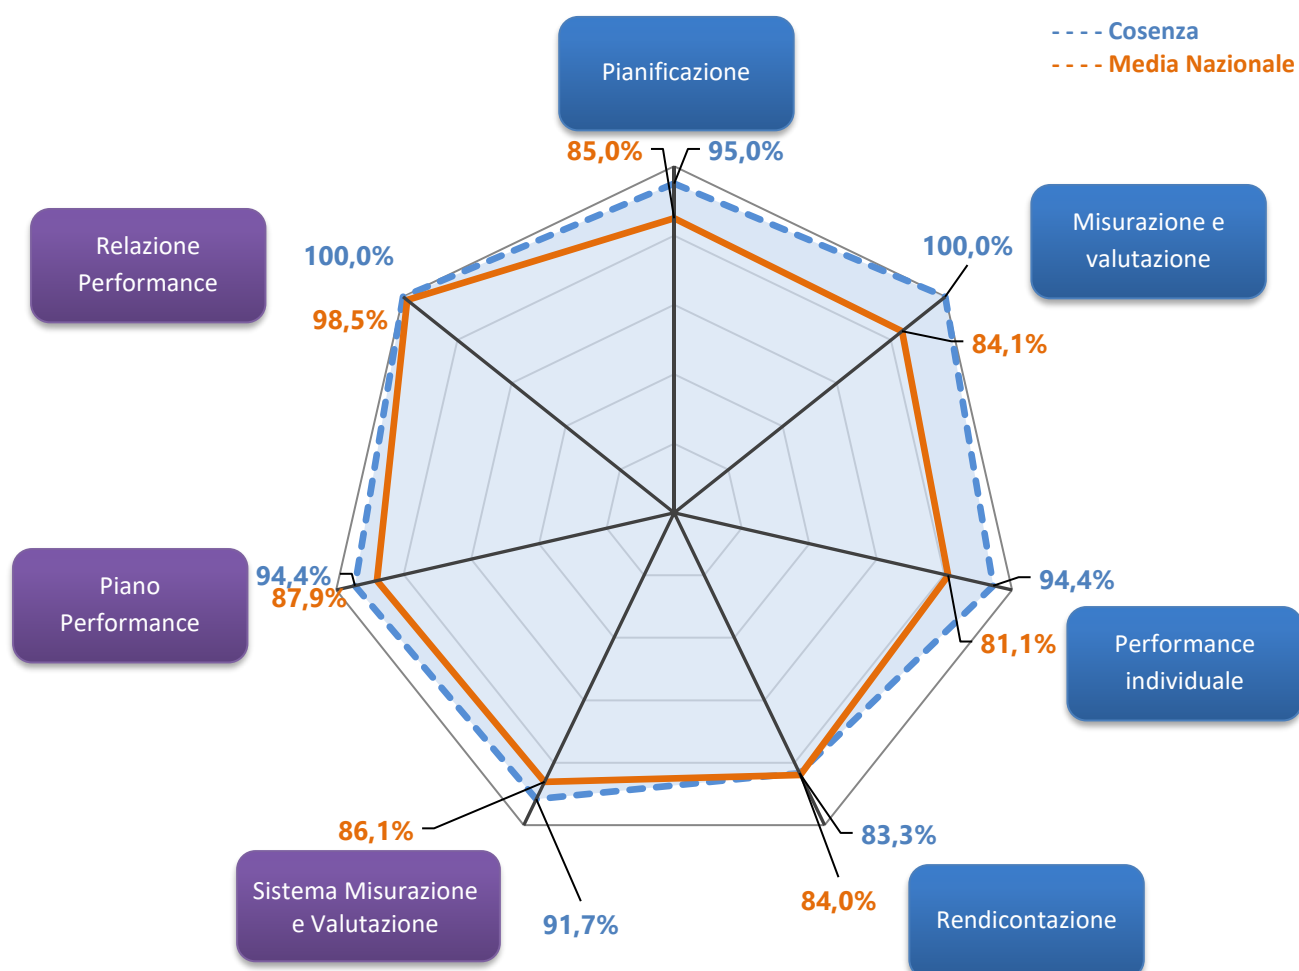 - - - - Cosenza
- - - - Media Nazionale
Pianificazione
85,0%
95,0%
Misurazione e
valutazione
100,0%
84,1%
Relazione
Performance
100,0%
98,5%
Piano
Performance
94,4%
87,9%
94,4%
81,1%
Performance
individuale
86,1%
91,7%
Sistema Misurazione
e Valutazione
83,3%
84,0%
Rendicontazione